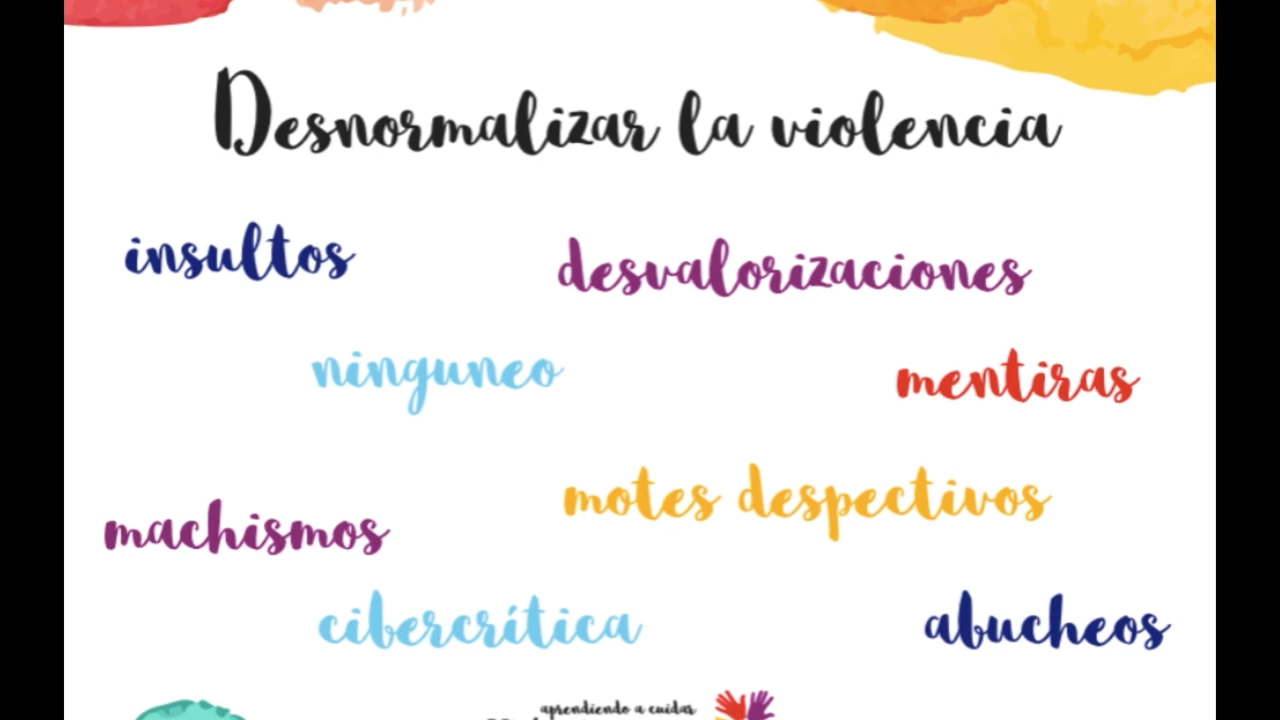 Desnormalizar la violencia
insultos
desvalorizaciones
ninguneo
mentiras
motes despectivos
machismos
cibercrítica
abucheos
aprendiendo a cuidar